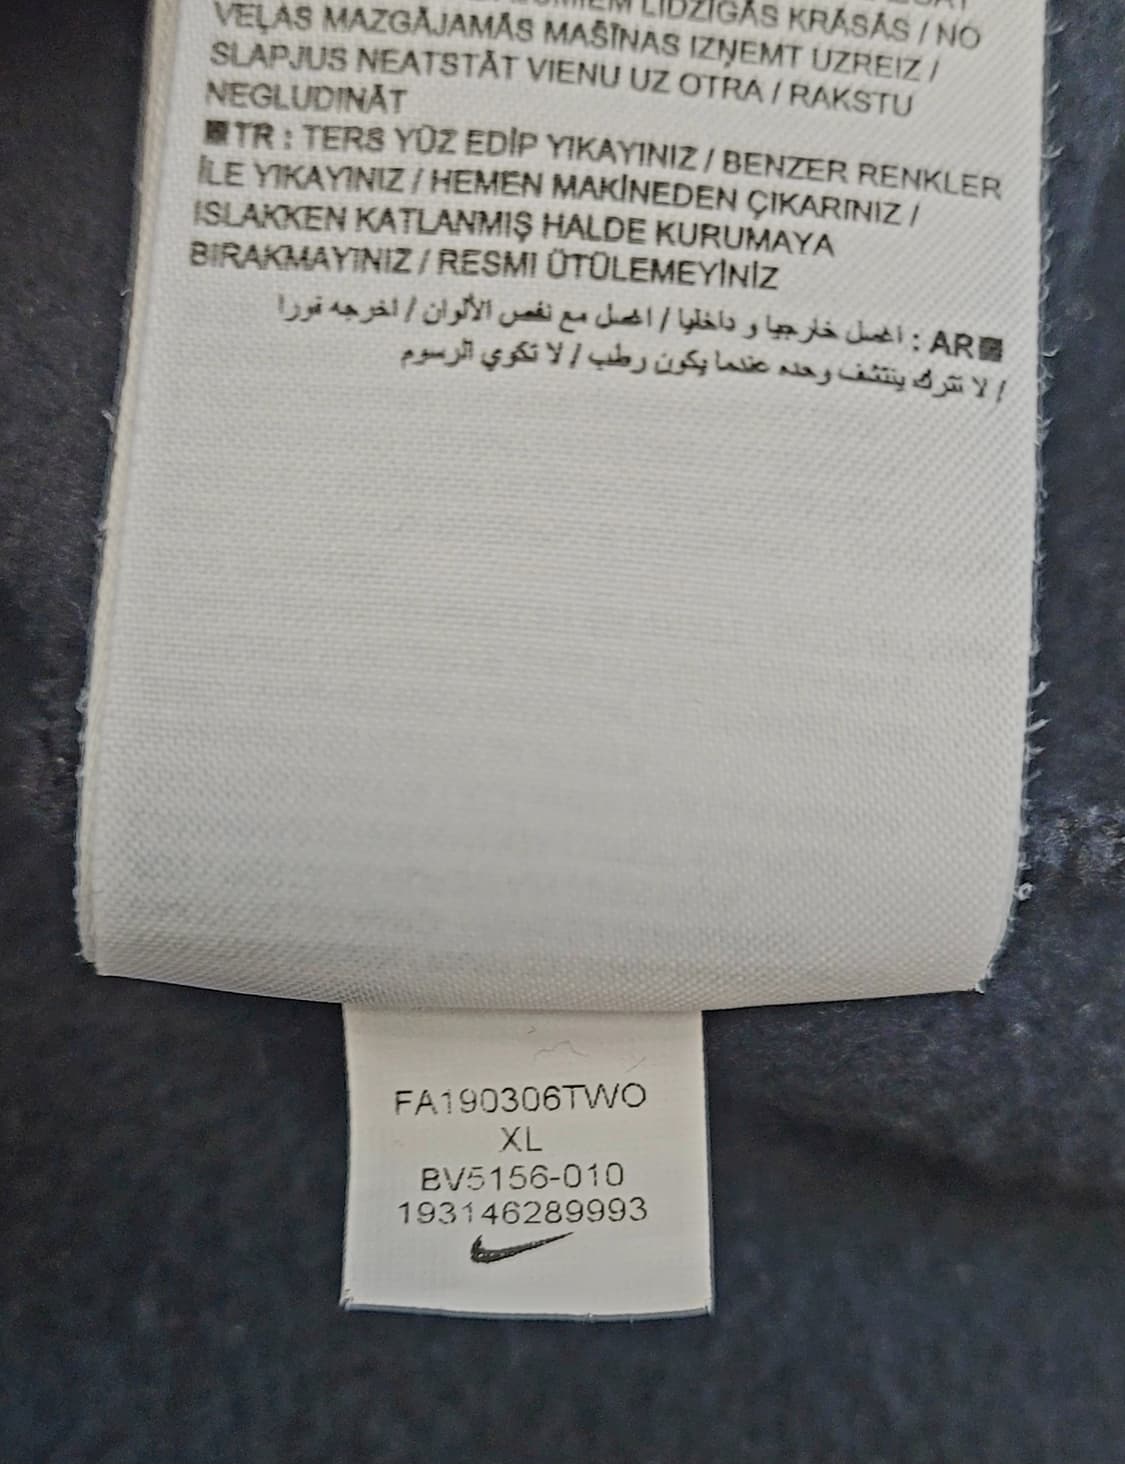 LĪDZĪGĀS KRĀSĀS / NO
VEĻAS MAZGĀJAMĀS MAŠĪNAS IZŅEMT UZREIZ /
SLAPJUS NEATSTĀT VIENU UZ OTRA / RAKSTU
NEGLUDINĀT
■TR : TERS YÜZ EDİP YIKAYINIZ / BENZER RENKLER
İLE YIKAYINIZ / HEMEN MAKİNEDEN ÇIKARINIZ /
ISLAKKEN KATLANMIŞ HALDE KURUMAYA
BIRAKMAYINIZ / RESMI ÜTÜLEMEYİNİZ
■AR : اغسل خارجيا و داخليا / اغسل مع نفس الألوان / اخرجه فورا
/ لا تترك ينتشف وحده عندما يكون رطب / لا تكوي الرسوم
FA190306TWO
XL
BV5156-010
193146289993